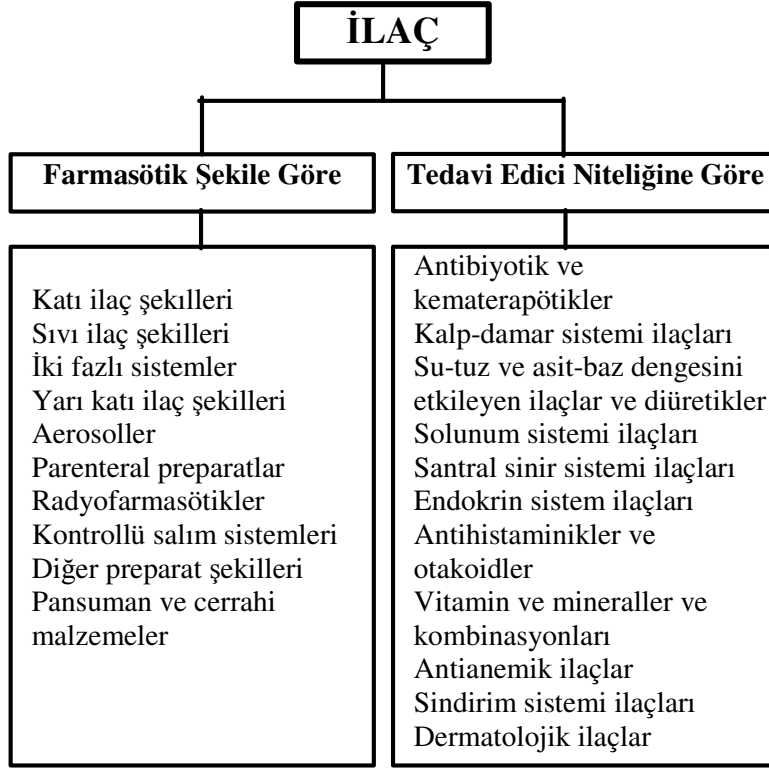 İLAÇ
Farmasötik Şekile Göre
Tedavi Edici Niteliğine Göre
Katı ilaç şekılleri
Sıvı ilaç şekilleri
İki fazlı sistemler
Yarı katı ilaç şekilleri
Aerosoller
Parenteral preparatlar
Radyofarmasötikler
Kontrollü salım sistemleri
Diğer preparat şekilleri
Pansuman ve cerrahi
malzemeler
Antibiyotik ve
kematerapötikler
Kalp-damar sistemi ilaçları
Su-tuz ve asit-baz dengesini
etkileyen ilaçlar ve diüretikler
Solunum sistemi ilaçları
Santral sinir sistemi ilaçları
Endokrin sistem ilaçları
Antihistaminikler ve
otakoidler
Vitamin ve mineraller ve
kombinasyonları
Antianemik ilaçlar
Sindirim sistemi ilaçları
Dermatolojik ilaçlar